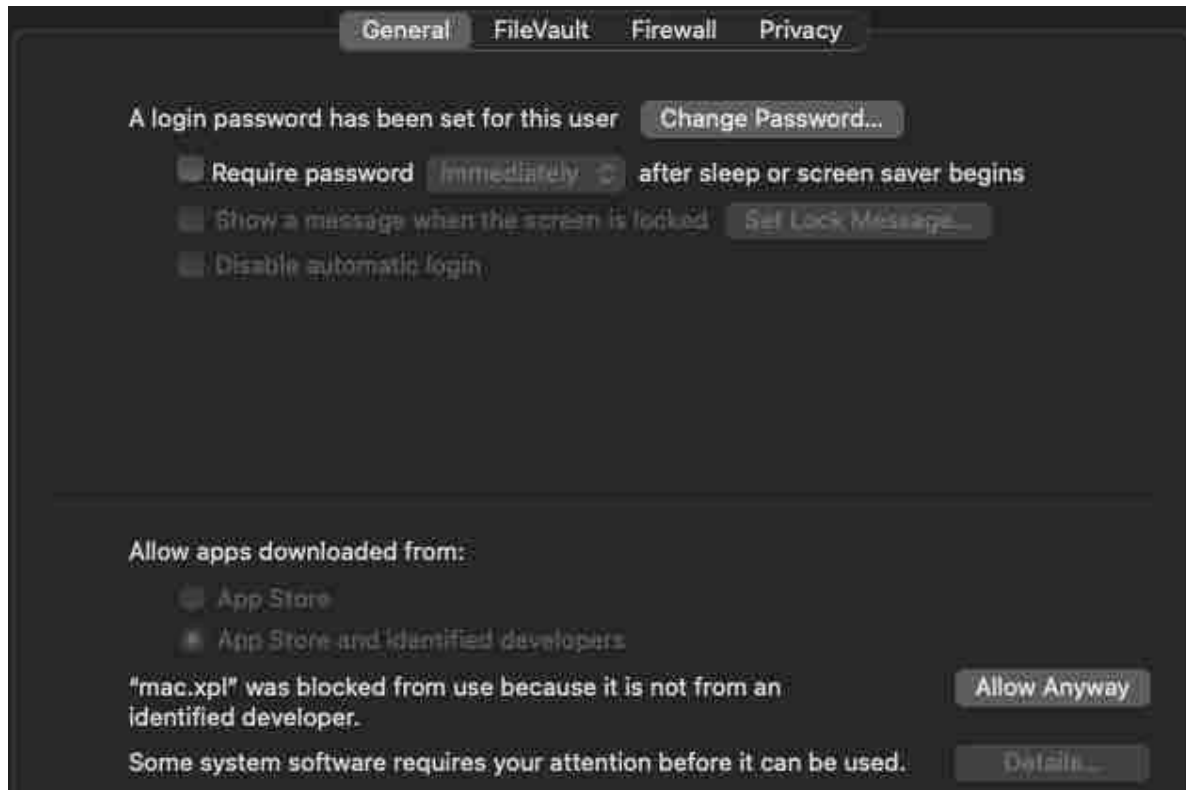 General FileVault Firewall Privacy
A login password has been set for this user Change Password...
Require password Immediately after sleep or screen saver begins
Show a message when the screen is locked Set Lock Message...
Disable automatic login
Allow apps downloaded from:
App Store
App Store and identified developers
“mac.xpl” was blocked from use because it is not from an Allow Anyway
identified developer.
Some system software requires your attention before it can be used. Details...